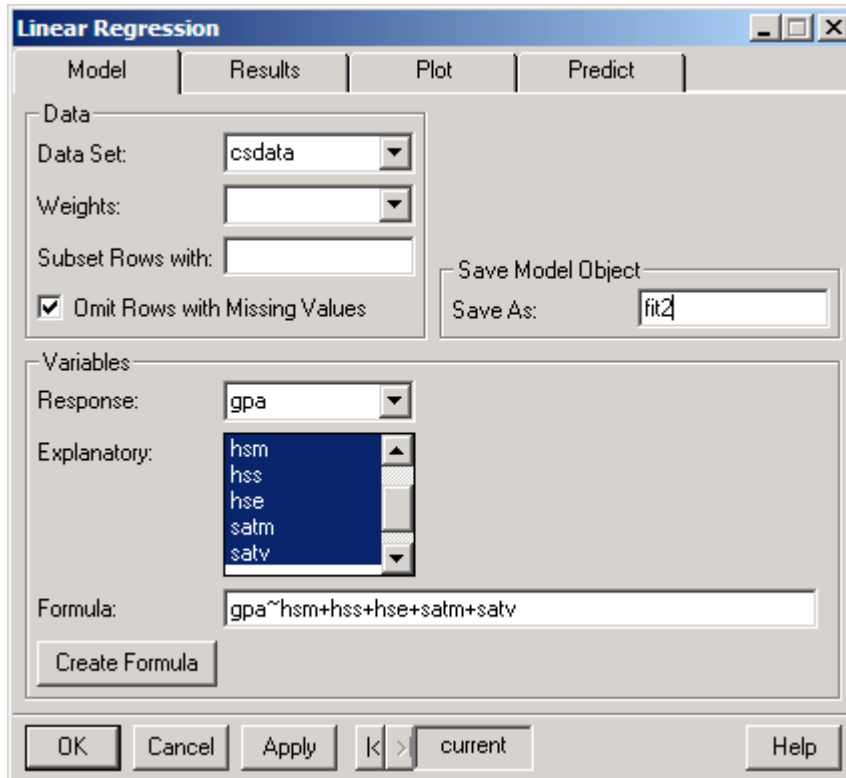 Linear Regression
Model Results Plot Predict
Data
Data Set: csdata
Weights:
Subset Rows with:
Omit Rows with Missing Values
Save Model Object
Save As: fit2
Variables
Response: gpa
Explanatory: hsm
hss
hse
satm
satv
Formula: gpa~hsm+hss+hse+satm+satv
Create Formula
OK Cancel Apply current Help